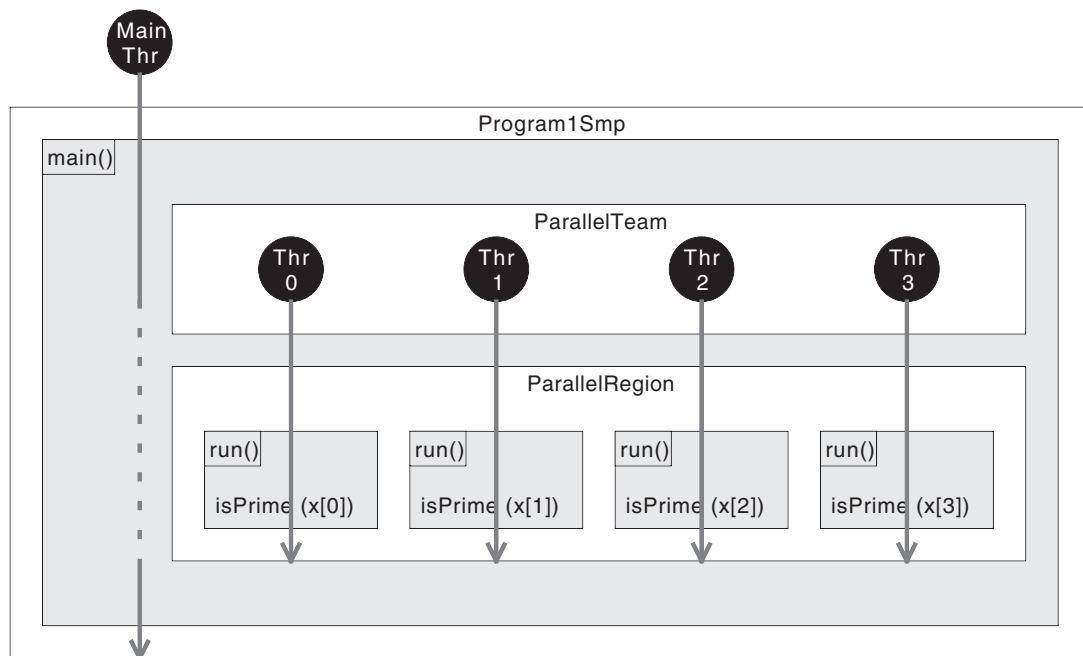 Main
Thr
Program1Smp
main()
ParallelTeam
Thr
0
Thr
1
Thr
2
Thr
3
ParallelRegion
run()
run()
run()
run()
isPrime (x[0])
isPrime (x[1])
isPrime (x[2])
isPrime (x[3])